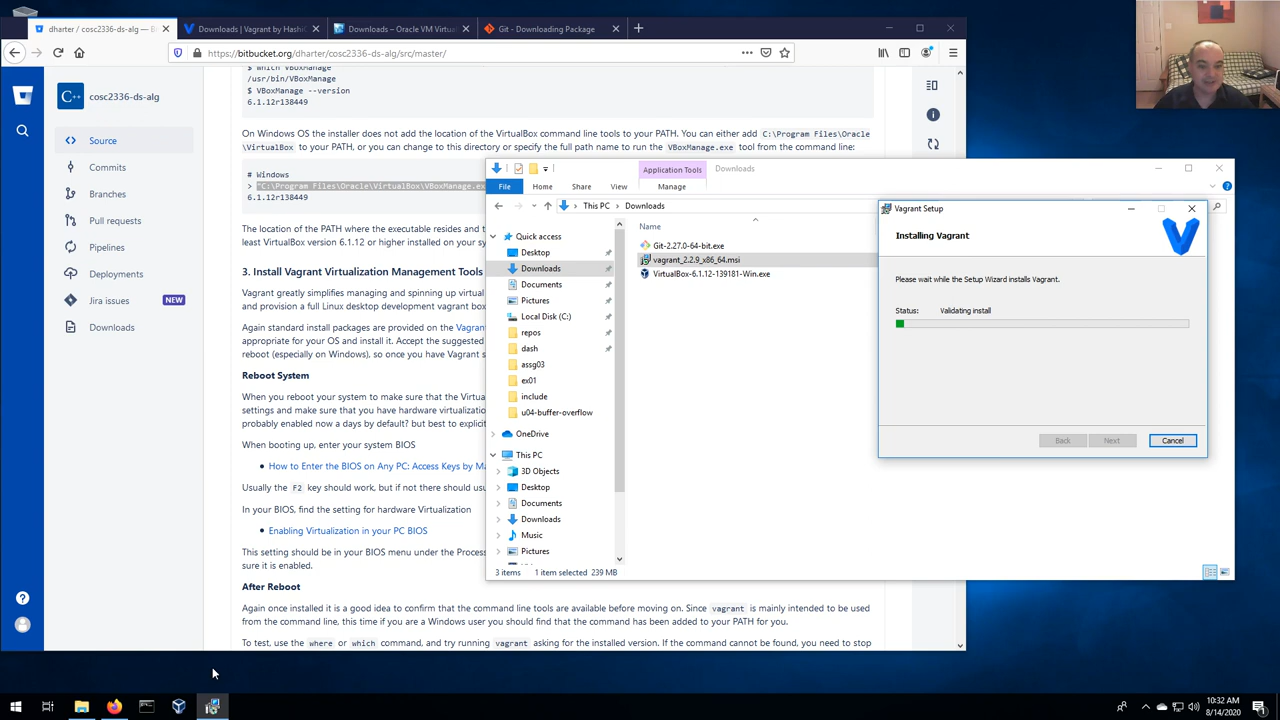 dharter / cosc2336-ds-alg — B
Downloads | Vagrant by HashiC
Downloads – Oracle VM Virtual
Git - Downloading Package
https://bitbucket.org/dharter/cosc2336-ds-alg/src/master/
cosc2336-ds-alg
Source
Commits
Branches
Pull requests
Pipelines
Deployments
Jira issues
NEW
Downloads
$ which VBoxManage
/usr/bin/VBoxManage
$ VBoxManage --version
6.1.12r138449
On Windows OS the installer does not add the location of the VirtualBox command line tools to your PATH. You can either add C:\Program Files\Oracle
\VirtualBox to your PATH, or you can change to this directory or specify the full path name to run the VBoxManage.exe tool from the command line:
# Windows
> "C:\Program Files\Oracle\VirtualBox\VBoxManage.ex
6.1.12r138449
The location of the PATH where the executable resides and t
least VirtualBox version 6.1.12 or higher installed on your sy
3. Install Vagrant Virtualization Management Tools
Vagrant greatly simplifies managing and spinning up virtual
and provision a full Linux desktop development vagrant box
Again standard install packages are provided on the Vagran
appropriate for your OS and install it. Accept the suggested
reboot (especially on Windows), so once you have Vagrant s
Reboot System
When you reboot your system to make sure that the Virtua
settings and make sure that you have hardware virtualization
probably enabled now a days by default? but best to explicit
When booting up, enter your system BIOS
• How to Enter the BIOS on Any PC: Access Keys by Ma
Usually the F2 key should work, but if not there should usu
In your BIOS, find the setting for hardware Virtualization
• Enabling Virtualization in your PC BIOS
This setting should be in your BIOS menu under the Process
sure it is enabled.
After Reboot
Again once installed it is a good idea to confirm that the command line tools are available before moving on. Since vagrant is mainly intended to be used
from the command line, this time if you are a Windows user you should find that the command has been added to your PATH for you.
To test, use the where or which command, and try running vagrant asking for the installed version. If the command cannot be found, you need to stop
Application Tools
Downloads
File
Home
Share
View
Manage
This PC
Downloads
Quick access
Desktop
Downloads
Documents
Pictures
Local Disk (C:)
repos
dash
assg03
ex01
include
u04-buffer-overflow
OneDrive
This PC
3D Objects
Desktop
Documents
Downloads
Music
Pictures
Name
Git-2.27.0-64-bit.exe
vagrant_2.2.9_x86_64.msi
VirtualBox-6.1.12-139181-Win.exe
3 items
1 item selected 239 MB
Vagrant Setup
Installing Vagrant
Please wait while the Setup Wizard installs Vagrant.
Status:
Validating install
Back
Next
Cancel
10:32 AM
8/14/2020